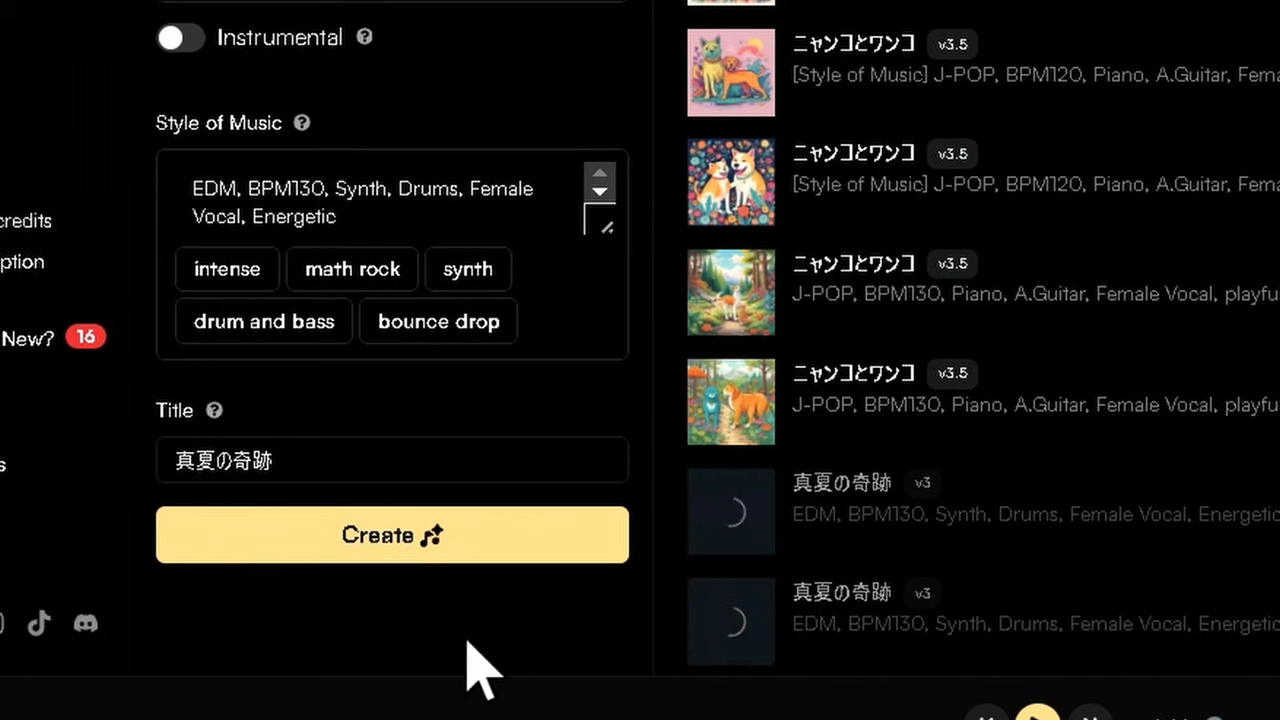 Instrumental
Style of Music
EDM, BPM130, Synth, Drums, Female
Vocal, Energetic
intense
math rock
synth
drum and bass
bounce drop
Title
真夏の奇跡
Create
credits
New? 16
ニャンコとワンコ v3.5
[Style of Music] J-POP, BPM120, Piano, A.Guitar,
ニャンコとワンコ v3.5
[Style of Music] J-POP, BPM120, Piano, A.Guitar,
ニャンコとワンコ v3.5
J-POP, BPM130, Piano, A.Guitar, Female Vocal,
ニャンコとワンコ v3.5
J-POP, BPM130, Piano, A.Guitar, Female Vocal,
真夏の奇跡 v3
EDM, BPM130, Synth, Drums, Female Vocal, Energetic
真夏の奇跡 v3
EDM, BPM130, Synth, Drums, Female Vocal, Energetic